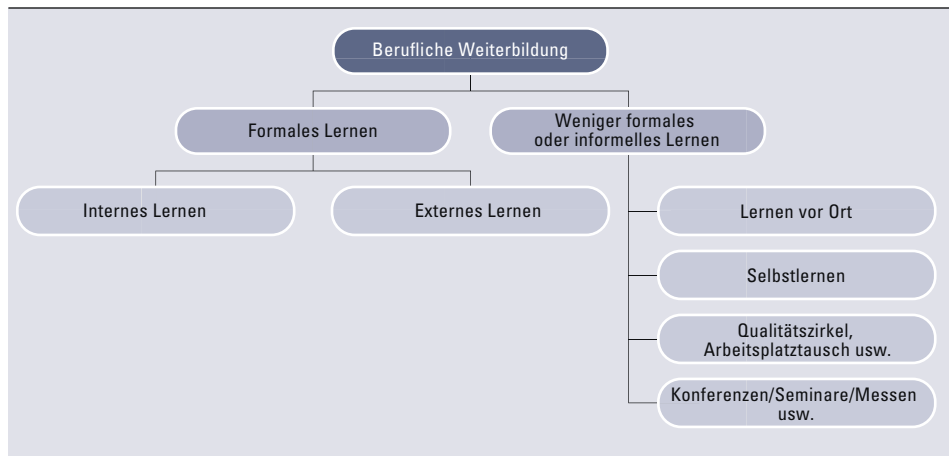 Berufliche Weiterbildung
Formales Lernen
Weniger formales
oder informelles Lernen
Internes Lernen
Externes Lernen
Lernen vor Ort
Selbstlernen
Qualitätszirkel,
Arbeitsplatztausch usw.
Konferenzen/Seminare/Messen
usw.